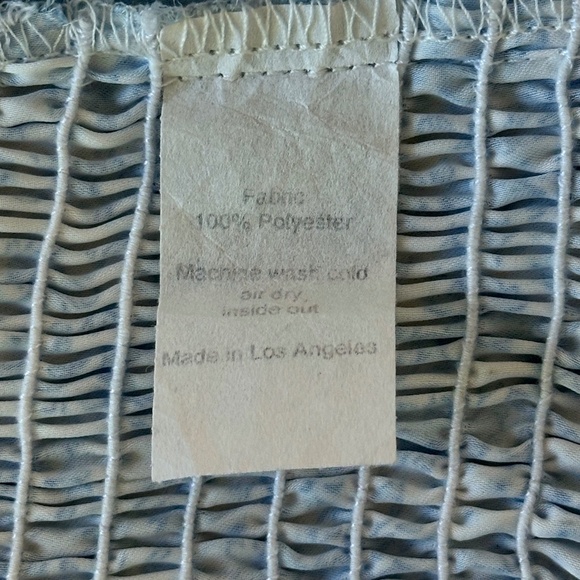 Fabric
100% Polyester
Machine wash cold
air dry
inside out
Made in Los Angeles